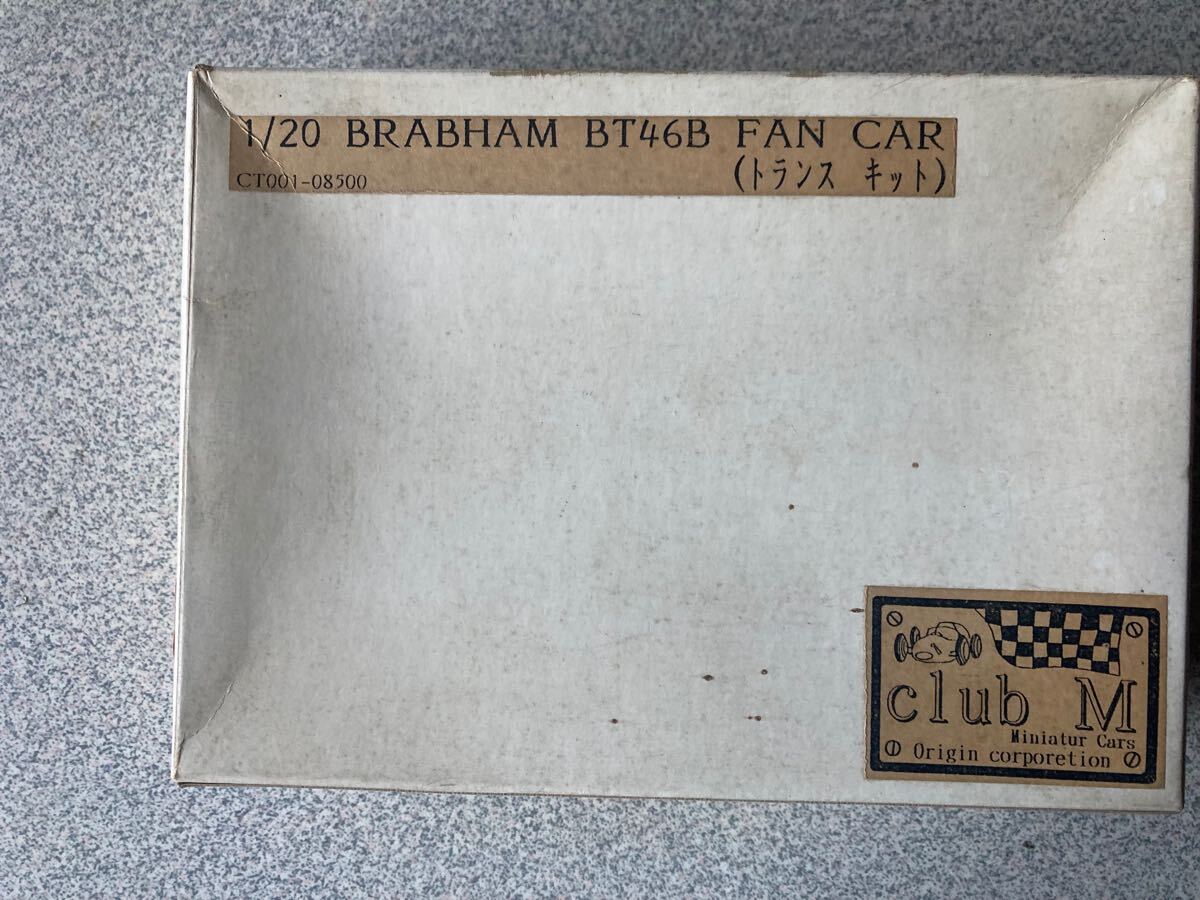 1/20 BRABHAM BT46B FAN CAR
CT001-08500
(トランス キット)
club M
Miniatur Cars
Origin corporetion